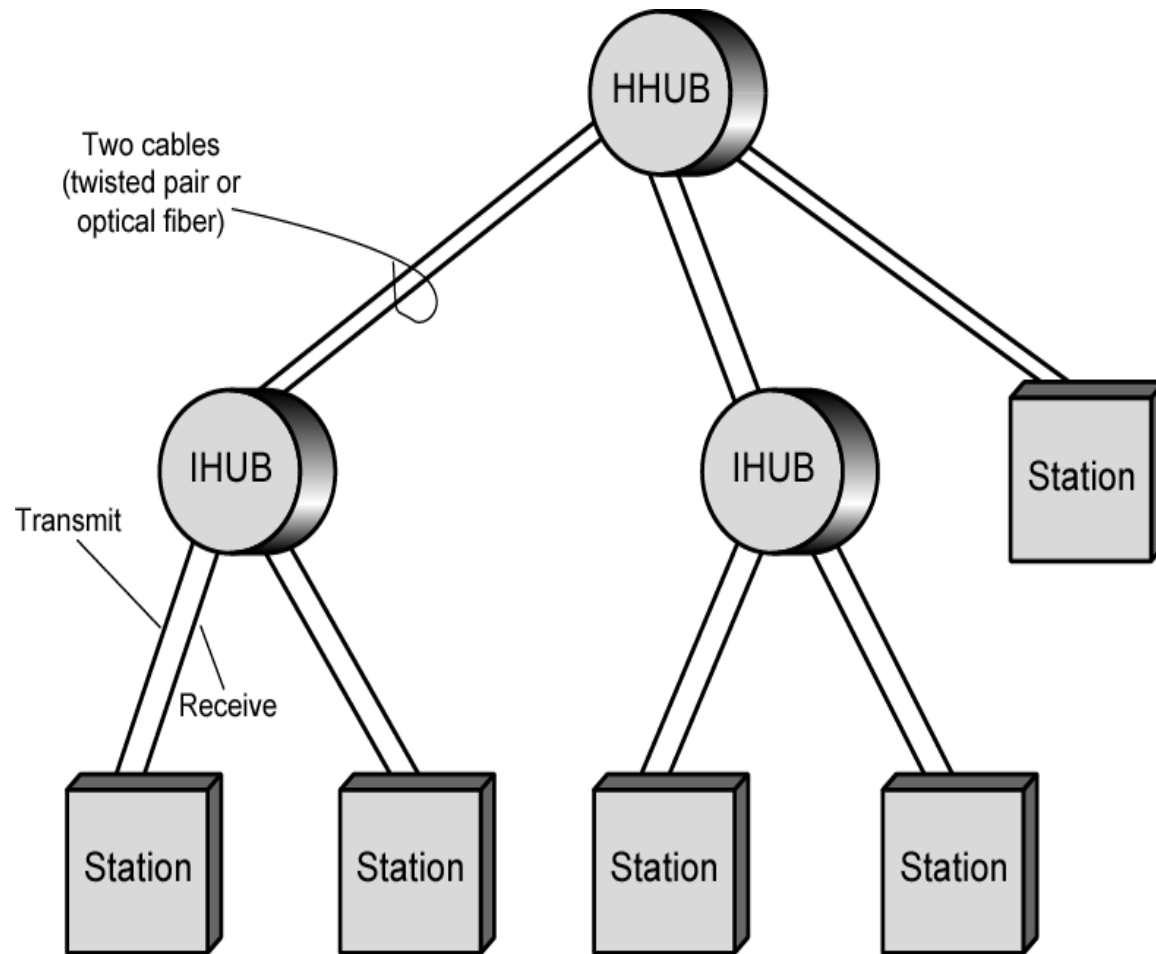 HHUB
Two cables
(twisted pair or
optical fiber)
IHUB
IHUB
Station
Transmit
Receive
Station
Station
Station
Station